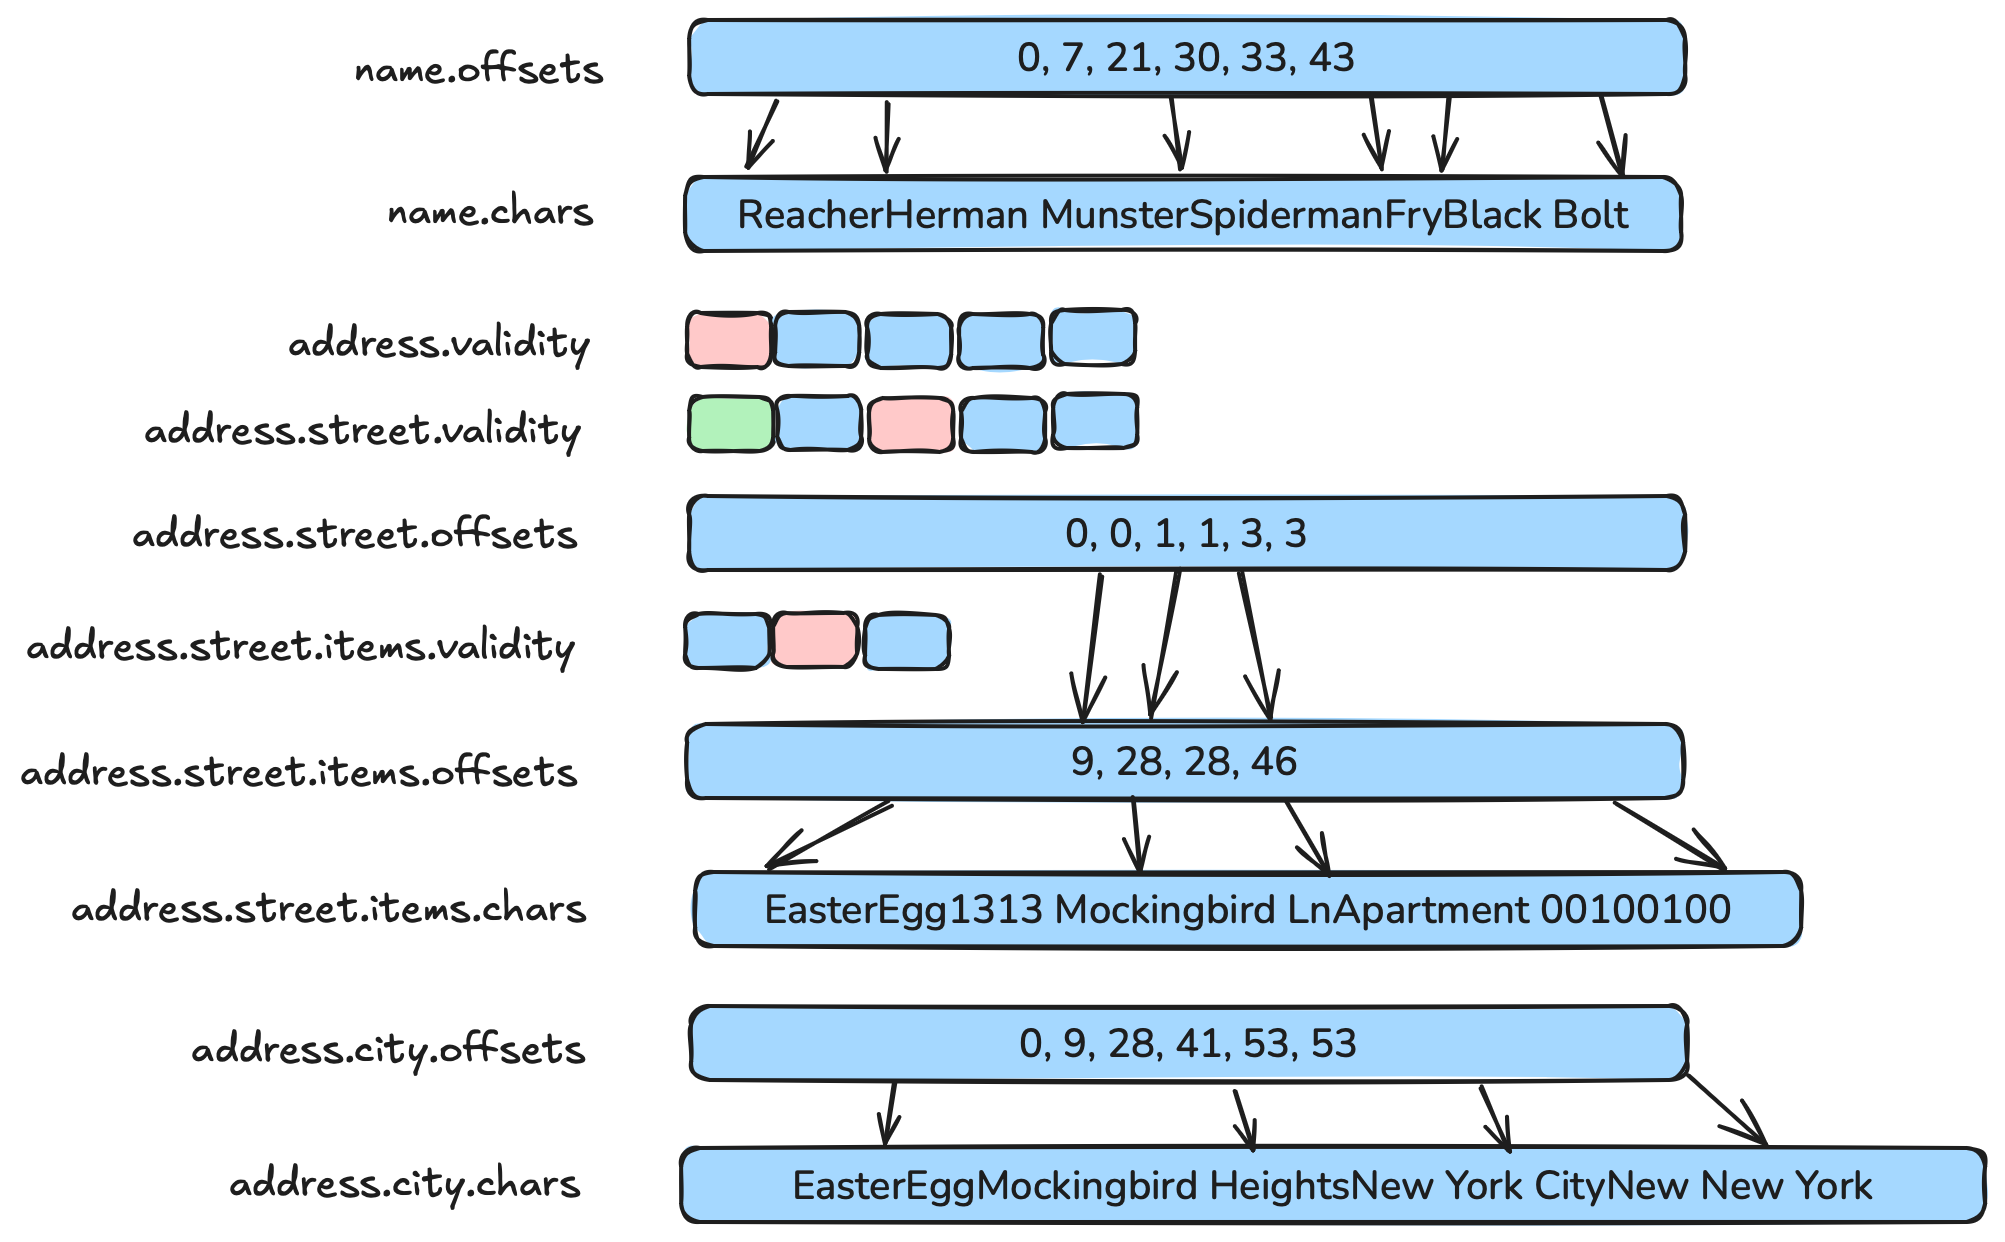 name.offsets
0, 7, 21, 30, 33, 43
name.chars
ReacherHerman MunsterSpidermanFryBlack Bolt
address.validity
address.street.validity
address.street.offsets
0, 0, 1, 1, 3, 3
address.street.items.validity
address.street.items.offsets
9, 28, 28, 46
address.street.items.chars
EasterEgg1313 Mockingbird LnApartment 00100100
address.city.offsets
0, 9, 28, 41, 53, 53
address.city.chars
EasterEggMockingbird HeightsNew York CityNew New York